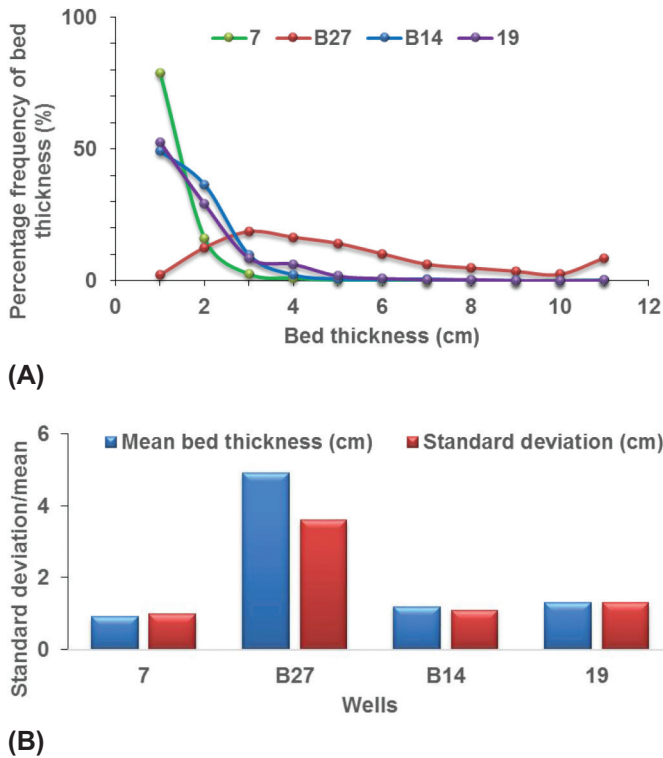 (A)
Percentage frequency of bed
thickness (%)
100
50
0
7 B27 B14 19
0 2 4 6 8 10 12
Bed thickness (cm)
(B)
Standard deviation/mean
6
4
2
0
Mean bed thickness (cm) Standard deviation (cm)
7 B27 B14 19
Wells